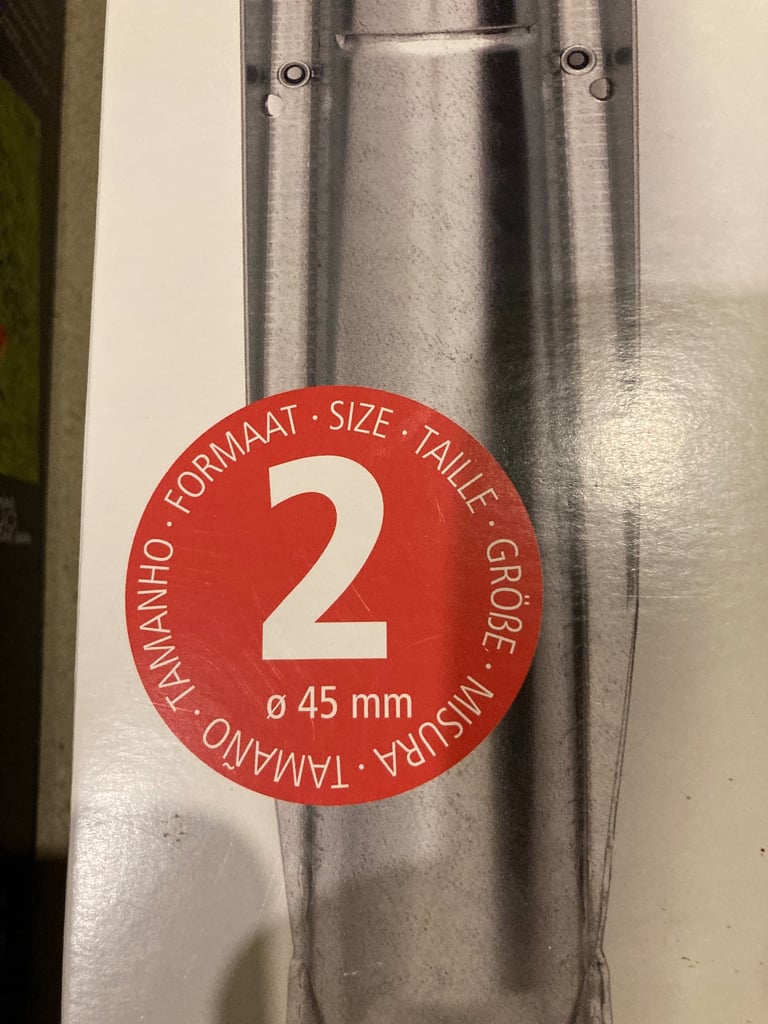 FORMAAT · SIZE · TAILLE · GRÖßE · MISURA · TAMAÑO · TAMANHO ·
2
ø 45 mm